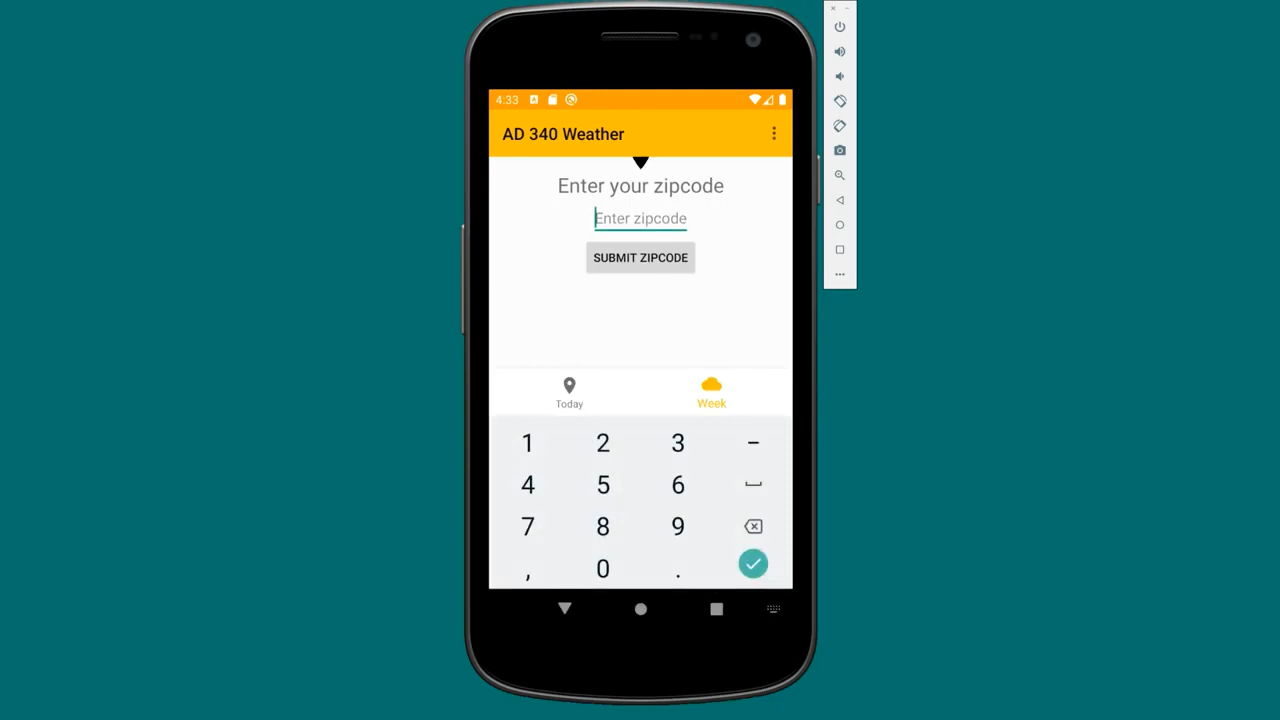 4:33
AD 340 Weather
Enter your zipcode
Enter zipcode
SUBMIT ZIPCODE
Today Week
1 2 3 –
4 5 6
7 8 9
, 0 .